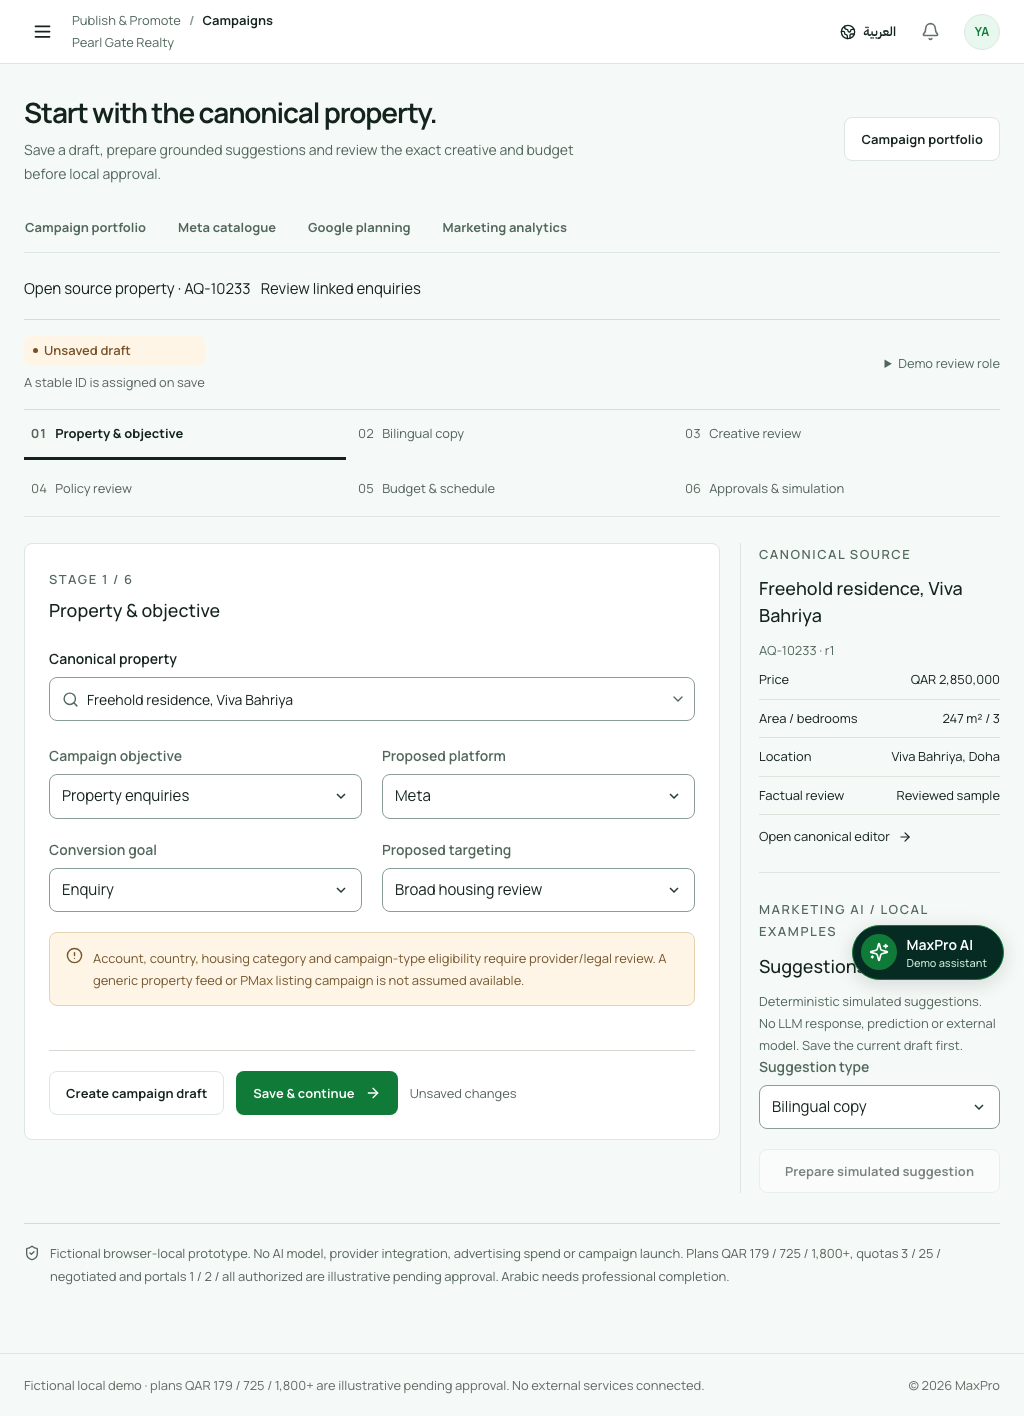 Publish & Promote / Campaigns
Pearl Gate Realty
العربية
YA
Start with the canonical property.
Save a draft, prepare grounded suggestions and review the exact creative and budget
before local approval.
Campaign portfolio
Campaign portfolio
Meta catalogue
Google planning
Marketing analytics
Open source property · AQ-10233
Review linked enquiries
Unsaved draft
A stable ID is assigned on save
Demo review role
01 Property & objective
02 Bilingual copy
03 Creative review
04 Policy review
05 Budget & schedule
06 Approvals & simulation
STAGE 1 / 6
Property & objective
Canonical property
Freehold residence, Viva Bahriya
Campaign objective
Proposed platform
Property enquiries
Meta
Conversion goal
Proposed targeting
Enquiry
Broad housing review
Account, country, housing category and campaign-type eligibility require provider/legal review. A
generic property feed or PMax listing campaign is not assumed available.
Create campaign draft
Save & continue
Unsaved changes
CANONICAL SOURCE
Freehold residence, Viva
Bahriya
AQ-10233 · r1
Price QAR 2,850,000
Area / bedrooms 247 m² / 3
Location Viva Bahriya, Doha
Factual review Reviewed sample
Open canonical editor
MARKETING AI / LOCAL
EXAMPLES
MaxPro AI
Demo assistant
Suggestions
Deterministic simulated suggestions.
No LLM response, prediction or external
model. Save the current draft first.
Suggestion type
Bilingual copy
Prepare simulated suggestion
Fictional browser-local prototype. No AI model, provider integration, advertising spend or campaign launch. Plans QAR 179 / 725 / 1,800+, quotas 3 / 25 /
negotiated and portals 1 / 2 / all authorized are illustrative pending approval. Arabic needs professional completion.
Fictional local demo · plans QAR 179 / 725 / 1,800+ are illustrative pending approval. No external services connected.
© 2026 MaxPro